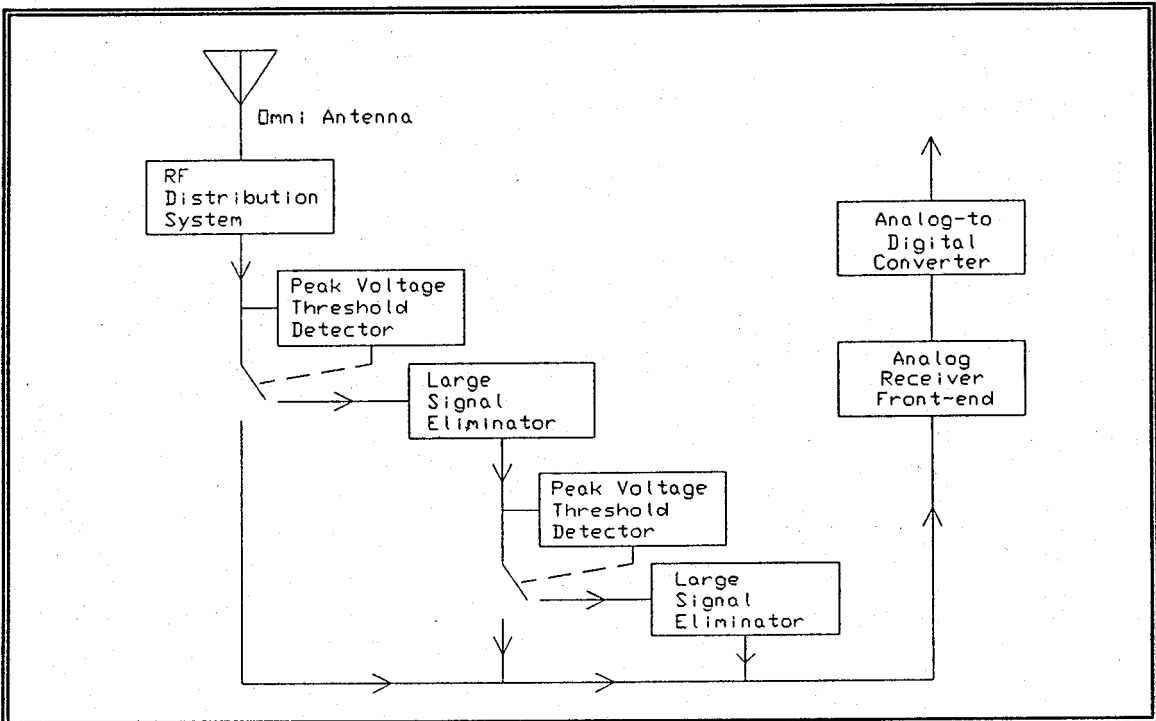 Omni Antenna
RF
Distribution
System
Peak Voltage
Threshold
Detector
Large
Signal
Eliminator
Peak Voltage
Threshold
Detector
Large
Signal
Eliminator
Analog-to
Digital
Converter
Analog
Receiver
Front-end